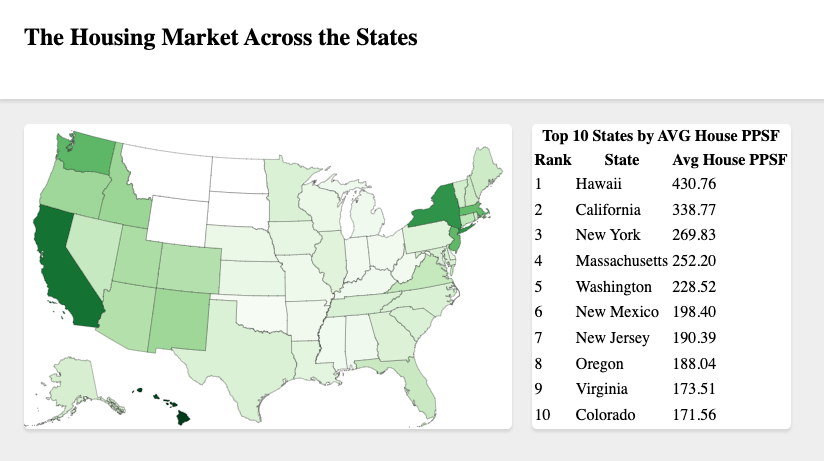 The Housing Market Across the States
Top 10 States by AVG House PPSF
Rank State Avg House PPSF
1 Hawaii 430.76
2 California 338.77
3 New York 269.83
4 Massachusetts 252.20
5 Washington 228.52
6 New Mexico 198.40
7 New Jersey 190.39
8 Oregon 188.04
9 Virginia 173.51
10 Colorado 171.56